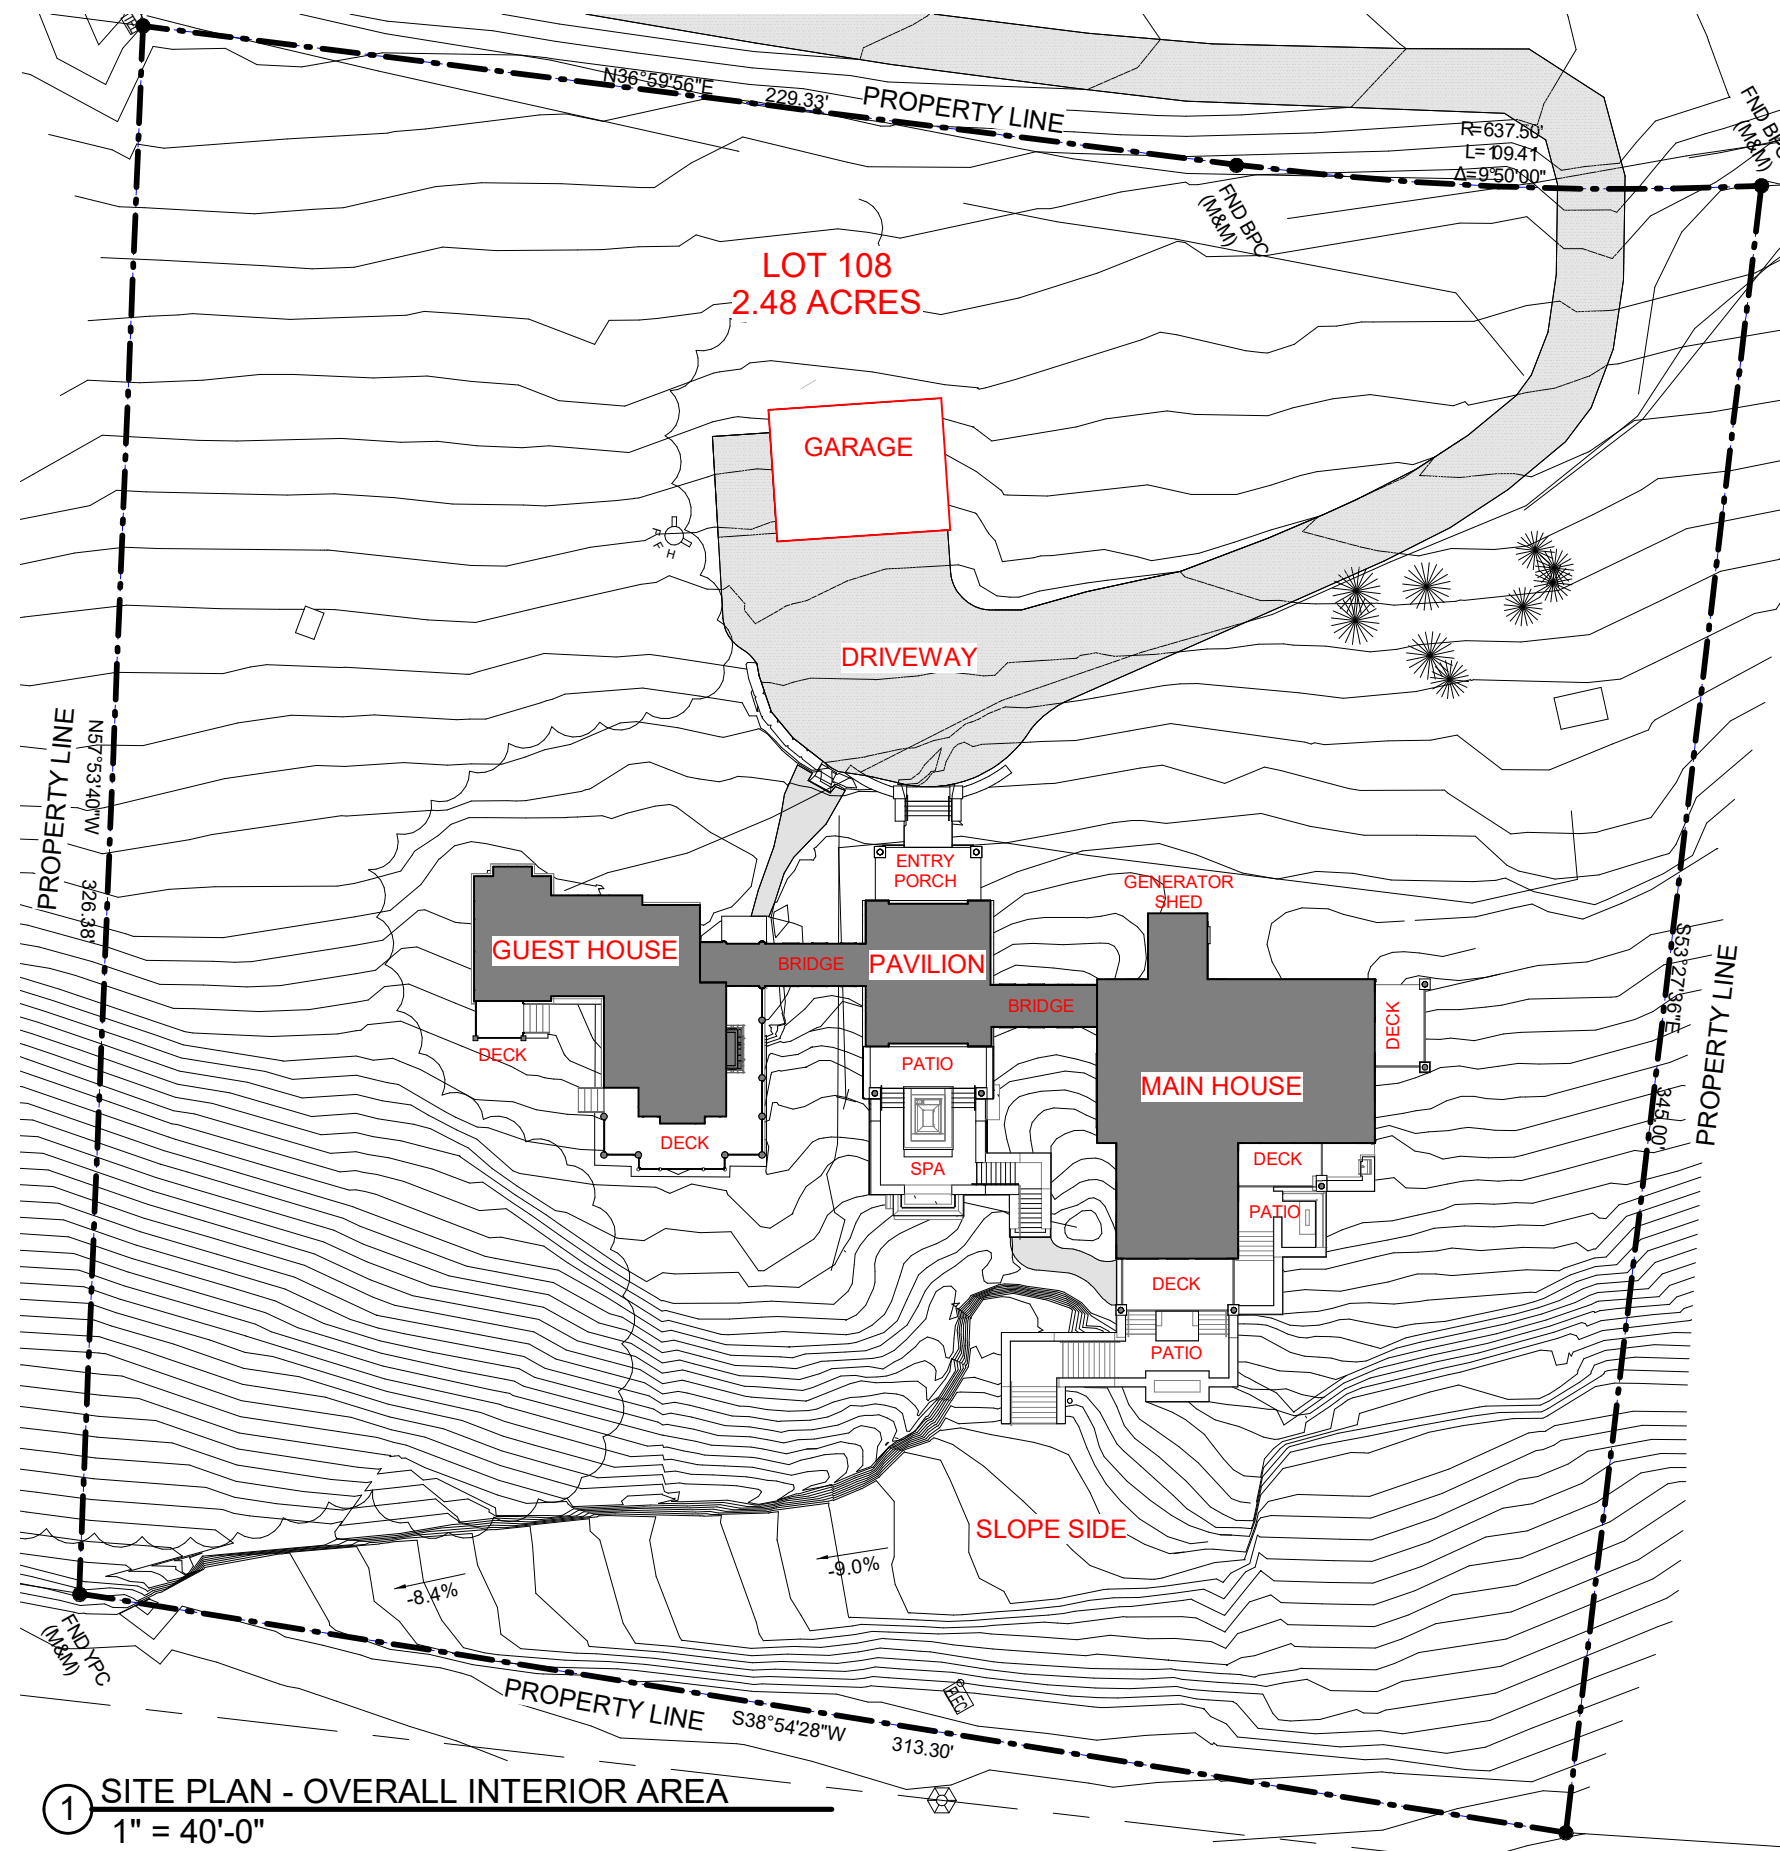 N36°59'56"E
229.33'
PROPERTY LINE
R=637.50'
L=109.41
Δ=9°50'00"
FND BPC
(M&M)
FND BPC
(M&M)
LOT 108
2.48 ACRES
GARAGE
F F H
DRIVEWAY
PROPERTY LINE
N57°53'40"W
326.38'
ENTRY
PORCH
GENERATOR
SHED
GUEST HOUSE
BRIDGE
PAVILION
BRIDGE
DECK
S53°27'36"E
345.00'
PROPERTY LINE
DECK
PATIO
MAIN HOUSE
DECK
SPA
DECK
PATIO
DECK
PATIO
SLOPE SIDE
-9.0%
-8.4%
FND YPC
(M&M)
ELEC
PROPERTY LINE
S38°54'28"W
313.30'
1
SITE PLAN - OVERALL INTERIOR AREA
1" = 40'-0"